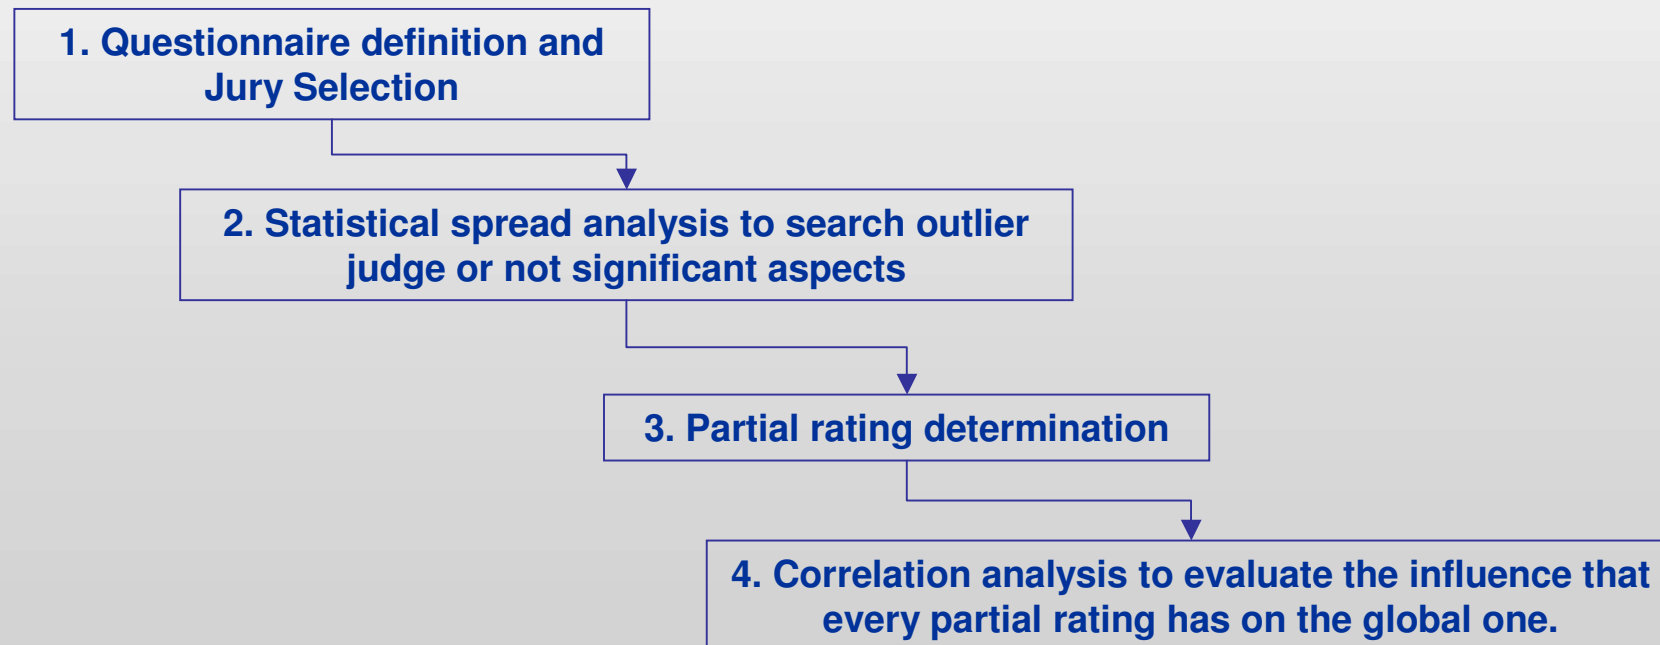 1. Questionnaire definition and
Jury Selection
2. Statistical spread analysis to search outlier
judge or not significant aspects
3. Partial rating determination
4. Correlation analysis to evaluate the influence that
every partial rating has on the global one.